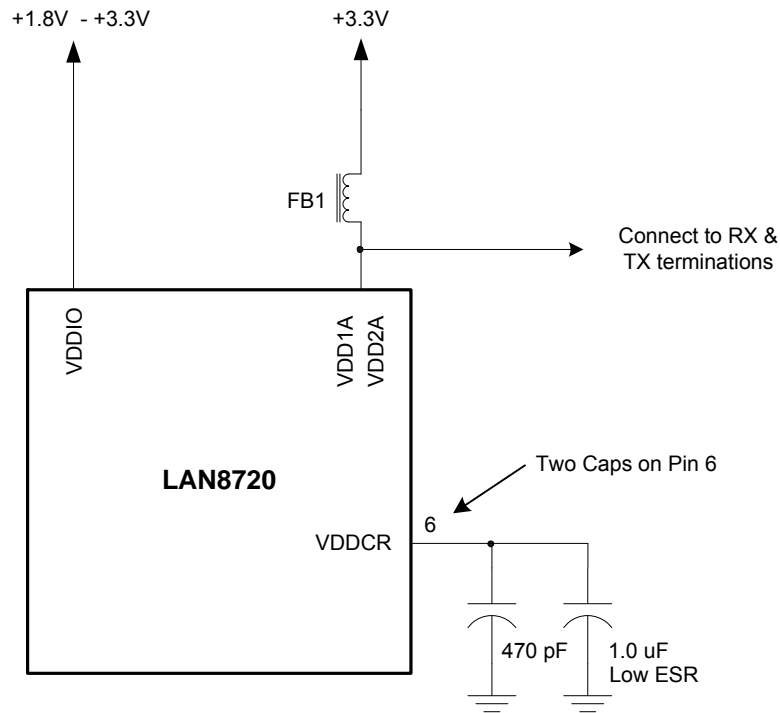 +1.8V - +3.3V
+3.3V
FB1
Connect to RX &
TX terminations
VDDIO
VDD1A
VDD2A
LAN8720
Two Caps on Pin 6
6
VDDCR
470 pF
1.0 uF
Low ESR